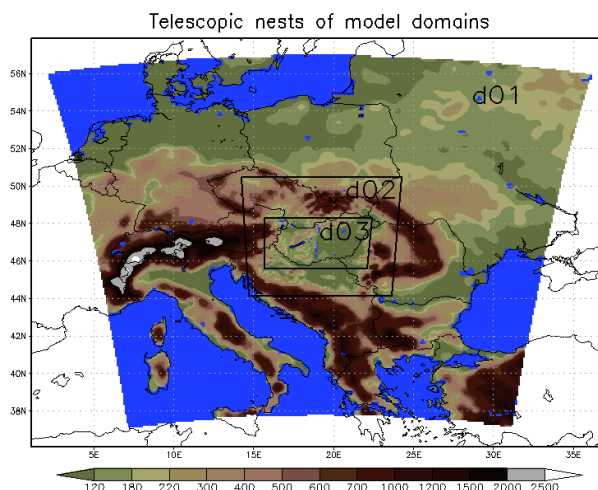 Telescopic nests of model domains
56N
d01
54N
52N
50N
d02
48N
d03
46N
44N
42N
40N
38N
5E 10E 15E 20E 25E 30E 35E
120 180 220 300 400 500 600 700 1000 1200 1500 2000 2500